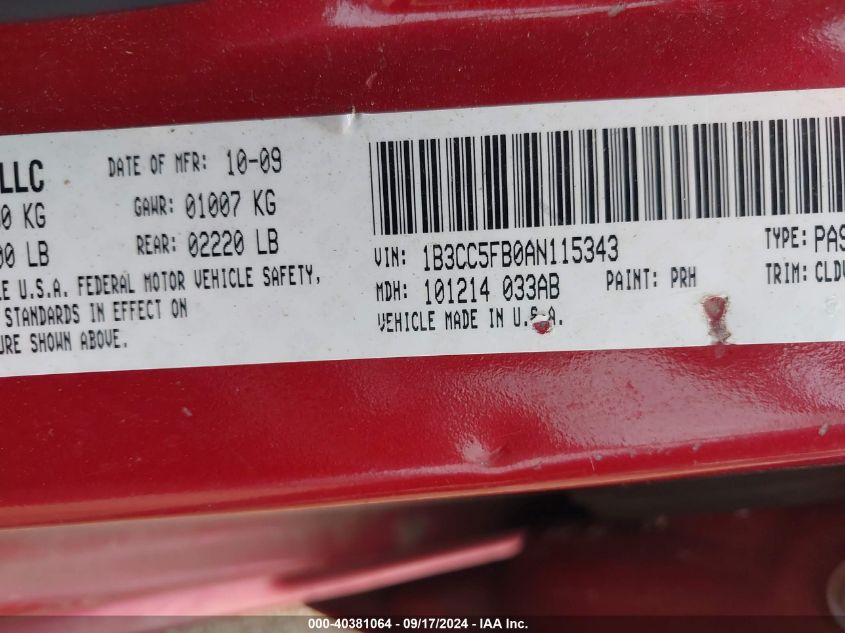 LLC
DATE OF MFR: 10-09
0 KG
GAWR: 01007 KG
00 LB
REAR: 02220 LB
E U.S.A. FEDERAL MOTOR VEHICLE SAFETY,
STANDARDS IN EFFECT ON
URE SHOWN ABOVE.
VIN: 1B3CC5FB0AN115343
TYPE: PAS
MDH: 101214 033AB
PAINT: PRH
TRIM: CLD
VEHICLE MADE IN U.S.A.
000-40381064 - 09/17/2024 - IAA Inc.